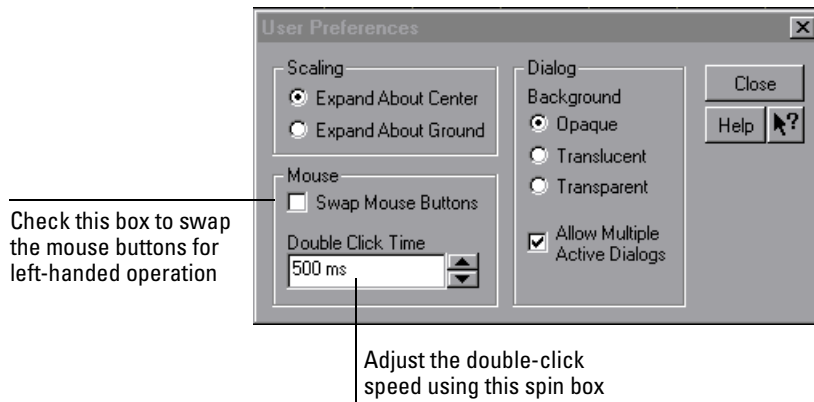 User Preferences
Scaling
Expand About Center
Expand About Ground
Mouse
Swap Mouse Buttons
Double Click Time
500 ms
Dialog
Background
Opaque
Translucent
Transparent
Allow Multiple
Active Dialogs
Close
Help
?
Check this box to swap
the mouse buttons for
left-handed operation
Adjust the double-click
speed using this spin box